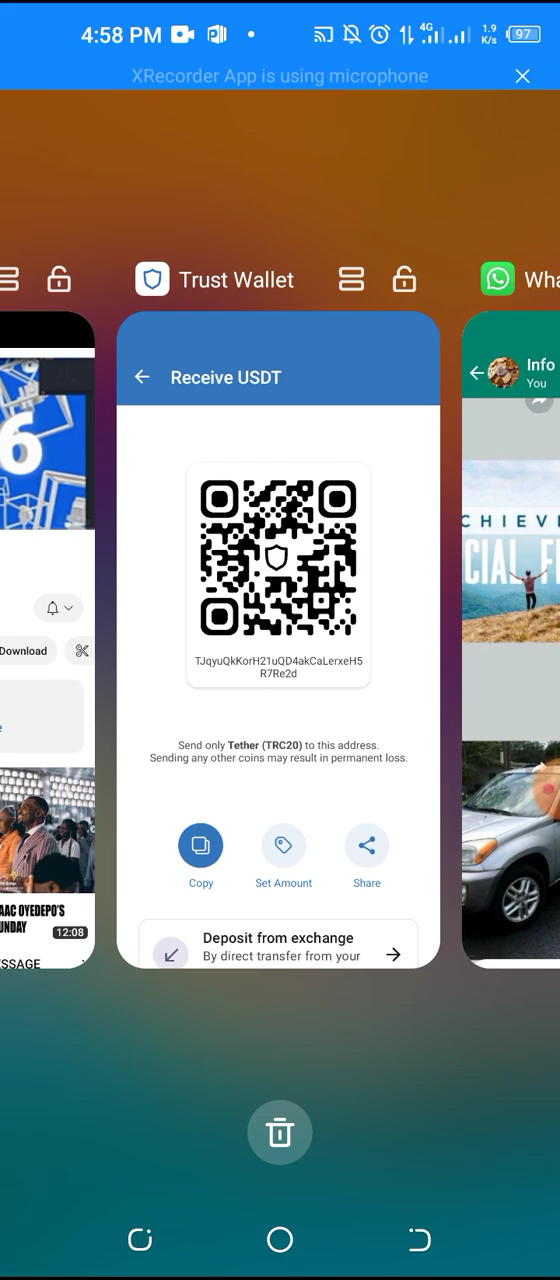 4:58 PM
4G
1.9
K/s
97
XRecorder App is using microphone
Trust Wallet
Wha
6
Download
AAC OYEDEPO'S
UNDAY
12:08
ESSAGE
Receive USDT
TJqyuQkKorH21uQD4akCaLerxeH5
R7Re2d
Send only Tether (TRC20) to this address.
Sending any other coins may result in permanent loss.
Copy
Set Amount
Share
Deposit from exchange
By direct transfer from your
Info
You
CHIEV
CIAL F